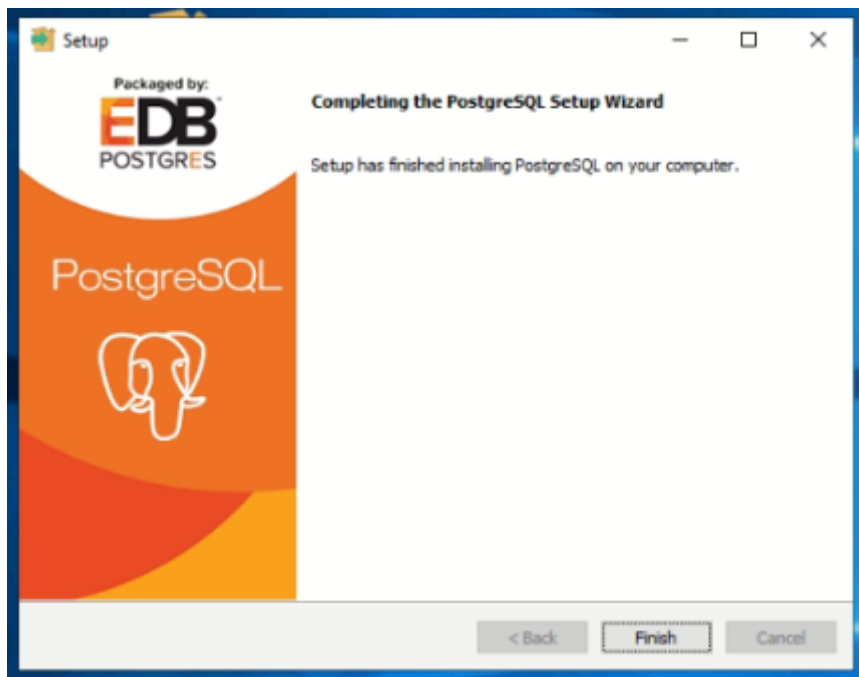 Setup
Packaged by:
EDB
POSTGRES
Completing the PostgreSQL Setup Wizard
Setup has finished installing PostgreSQL on your computer.
PostgreSQL
< Back
Finish
Cancel